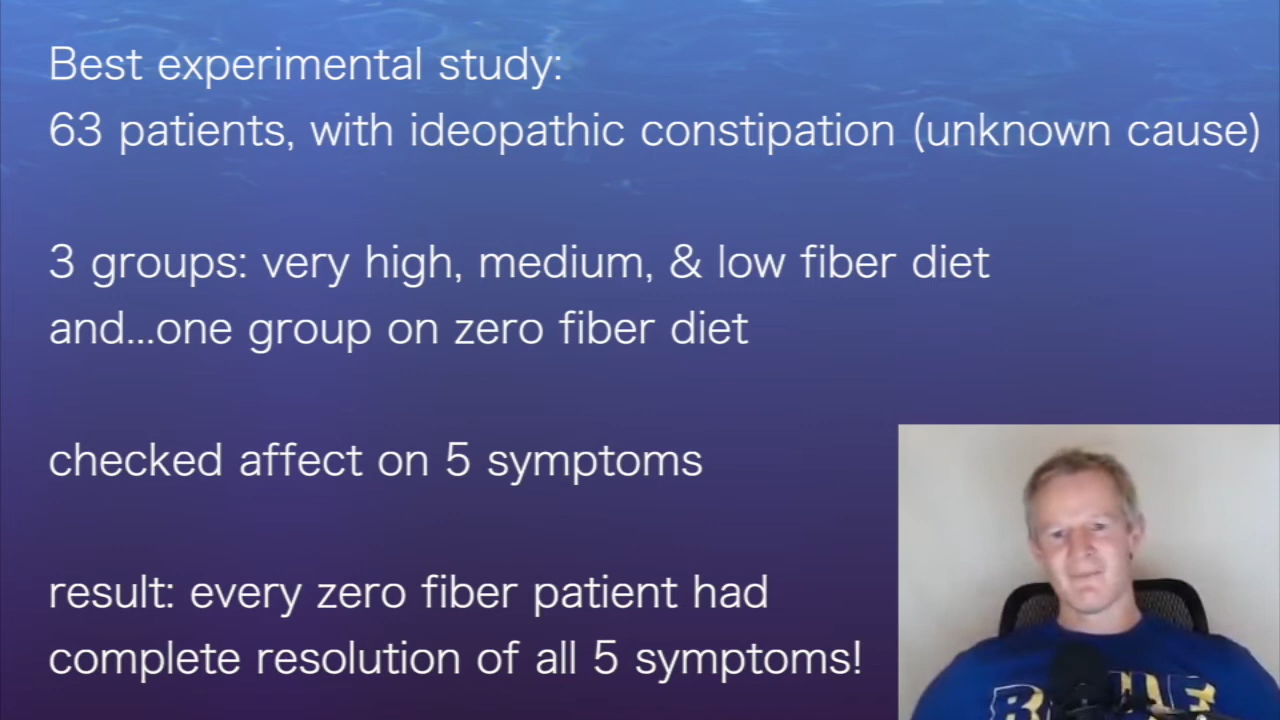 Best experimental study:
63 patients, with ideopathic constipation (unknown cause)
3 groups: very high, medium, & low fiber diet
and...one group on zero fiber diet
checked affect on 5 symptoms
result: every zero fiber patient had
complete resolution of all 5 symptoms!